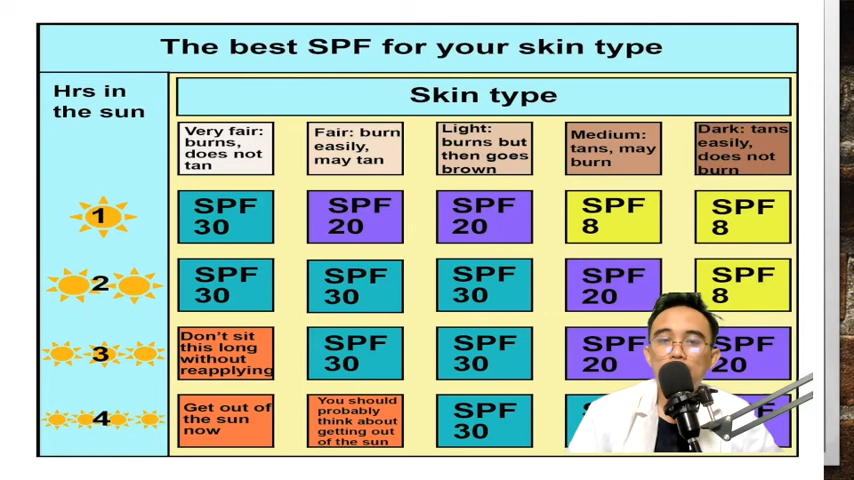 The best SPF for your skin type
Hrs in
the sun
Skin type
Very fair:
burns,
does not
tan
Fair: burn
easily,
may tan
Light:
burns but
then goes
brown
Medium:
tans, may
burn
Dark: tans
easily,
does not
burn
1
SPF
30
SPF
20
SPF
20
SPF
8
SPF
8
2
SPF
30
SPF
30
SPF
30
SPF
20
SPF
8
3
Don't sit
this long
without
reapplying
SPF
30
SPF
30
SPF
20
SPF
20
4
Get out of
the sun
now
You should
probably
think about
getting out
of the sun
SPF
30